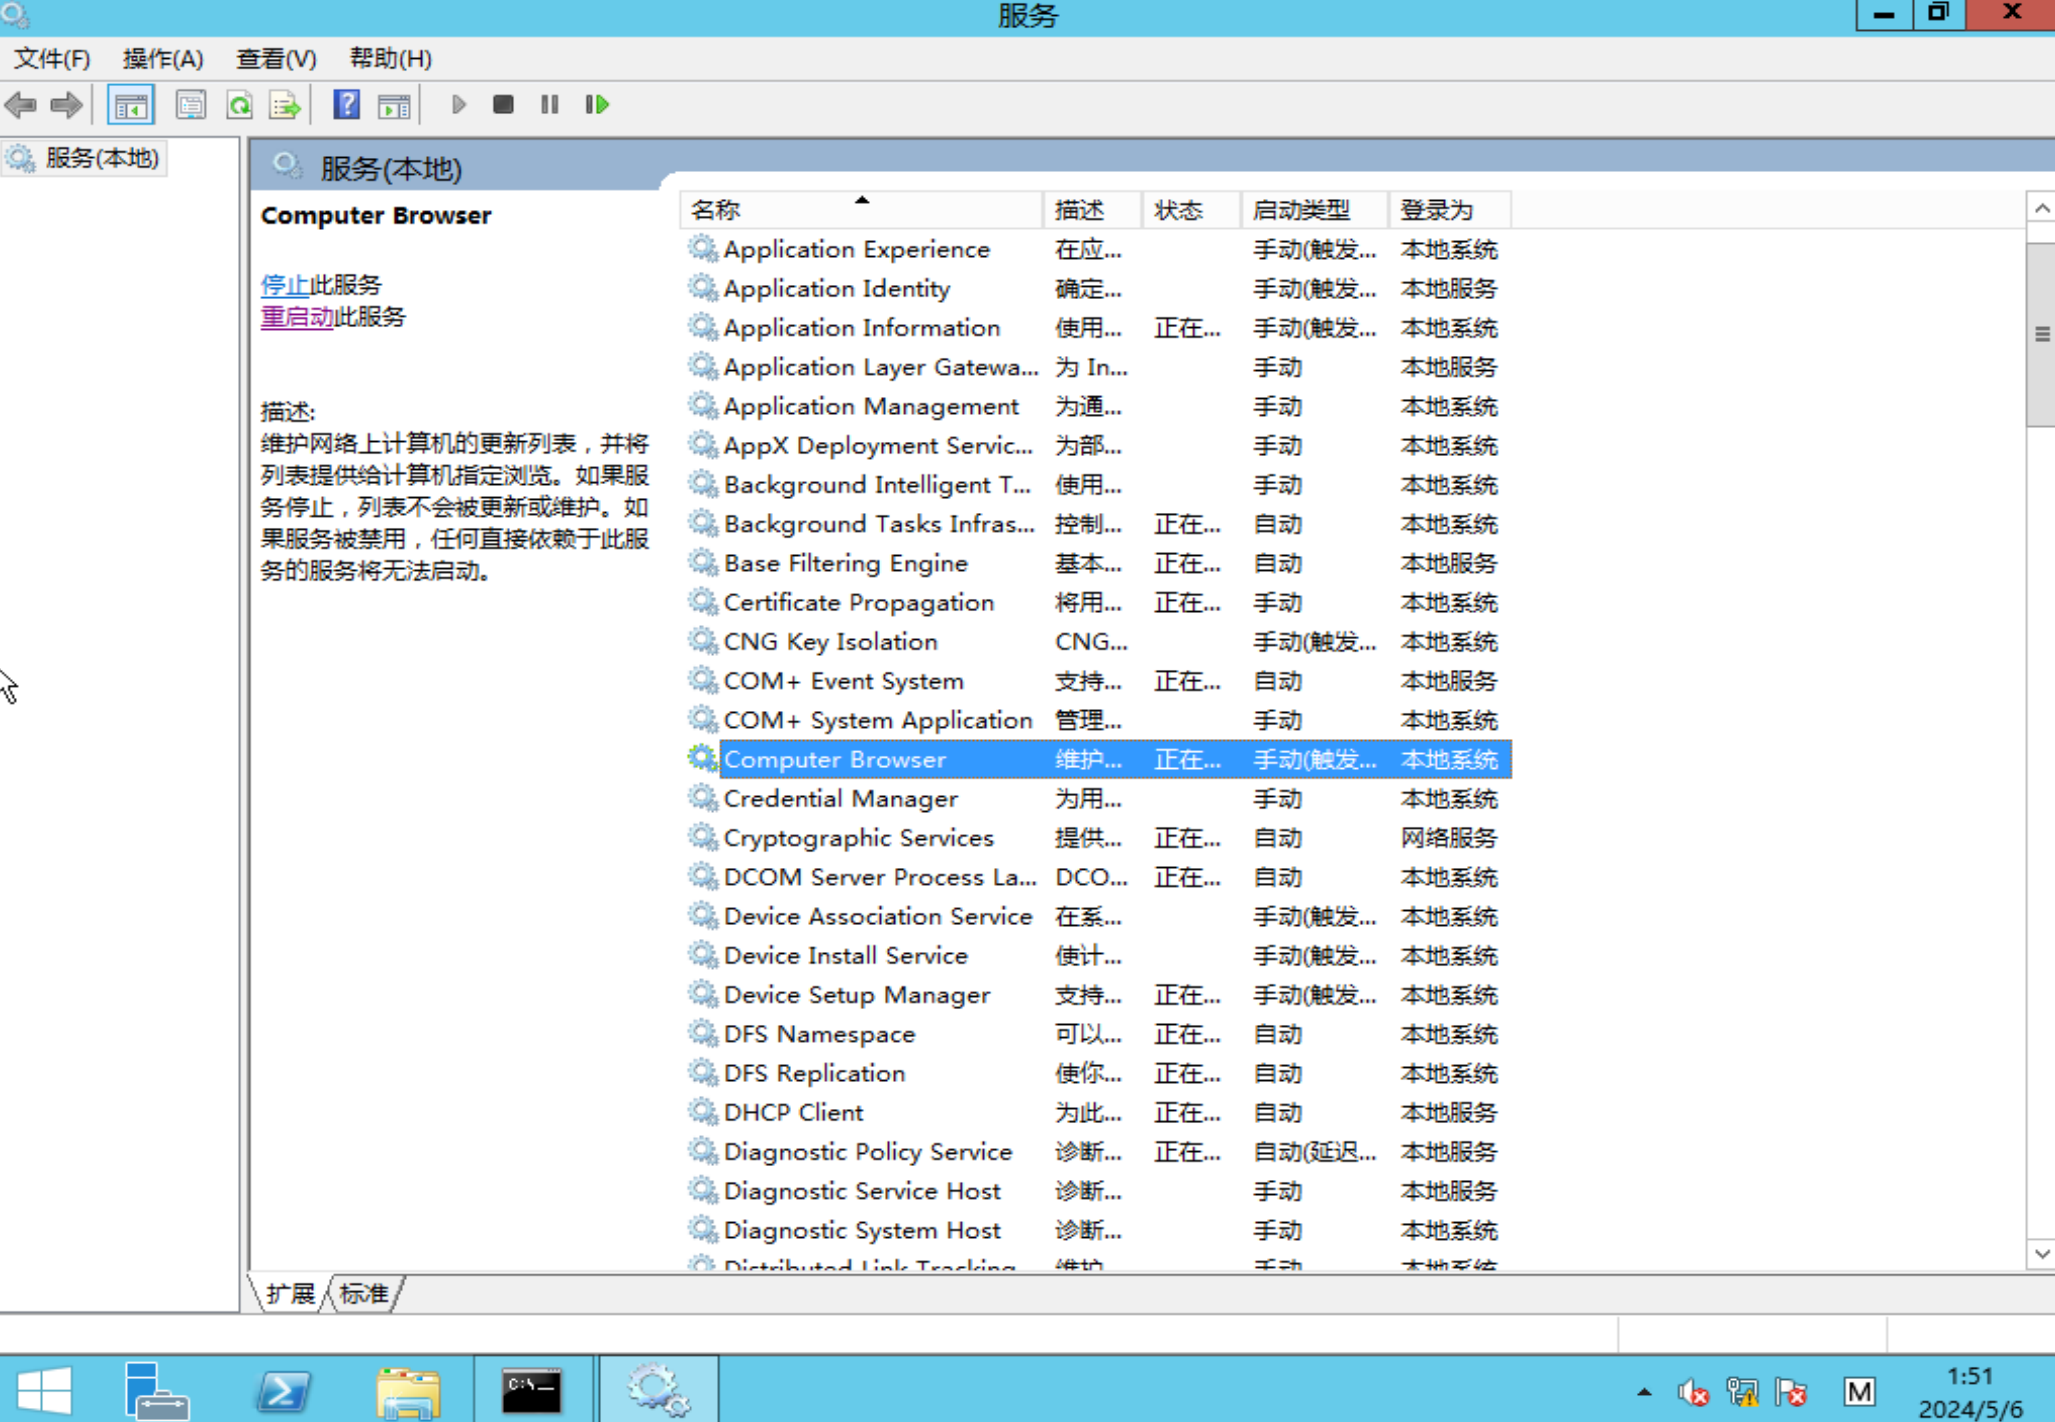 服务
文件(F) 操作(A) 查看(V) 帮助(H)
服务(本地)
服务(本地)
Computer Browser
停止此服务
重启动此服务
描述:
维护网络上计算机的更新列表，并将
列表提供给计算机指定浏览。如果服
务停止，列表不会被更新或维护。如
果服务被禁用，任何直接依赖于此服
务的服务将无法启动。
名称 描述 状态 启动类型 登录为
Application Experience 在应... 手动(触发... 本地系统
Application Identity 确定... 手动(触发... 本地服务
Application Information 使用... 正在... 手动(触发... 本地系统
Application Layer Gatewa... 为 In... 手动 本地服务
Application Management 为通... 手动 本地系统
AppX Deployment Servic... 为部... 手动 本地系统
Background Intelligent T... 使用... 手动 本地系统
Background Tasks Infras... 控制... 正在... 自动 本地系统
Base Filtering Engine 基本... 正在... 自动 本地服务
Certificate Propagation 将用... 正在... 手动 本地系统
CNG Key Isolation CNG... 手动(触发... 本地系统
COM+ Event System 支持... 正在... 自动 本地服务
COM+ System Application 管理... 手动 本地系统
Computer Browser 维护... 正在... 手动(触发... 本地系统
Credential Manager 为用... 手动 本地系统
Cryptographic Services 提供... 正在... 自动 网络服务
DCOM Server Process La... DCO... 正在... 自动 本地系统
Device Association Service 在系... 手动(触发... 本地系统
Device Install Service 使计... 手动(触发... 本地系统
Device Setup Manager 支持... 正在... 手动(触发... 本地系统
DFS Namespace 可以... 正在... 自动 本地系统
DFS Replication 使你... 正在... 自动 本地系统
DHCP Client 为此... 正在... 自动 本地服务
Diagnostic Policy Service 诊断... 正在... 自动(延迟... 本地服务
Diagnostic Service Host 诊断... 手动 本地服务
Diagnostic System Host 诊断... 手动 本地系统
Distributed Link Tracking 维护 手动 本地系统
扩展 标准
C:\_
M
1:51
2024/5/6